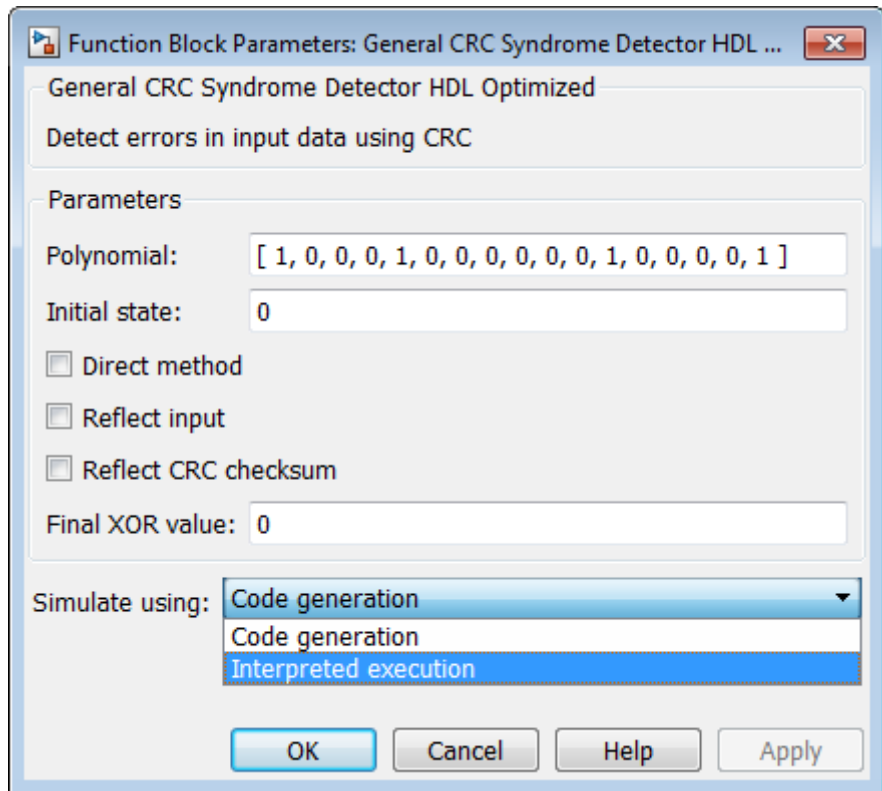 Function Block Parameters: General CRC Syndrome Detector HDL ...
General CRC Syndrome Detector HDL Optimized
Detect errors in input data using CRC
Parameters
Polynomial: [ 1, 0, 0, 0, 1, 0, 0, 0, 0, 0, 0, 1, 0, 0, 0, 0, 1 ]
Initial state: 0
Direct method
Reflect input
Reflect CRC checksum
Final XOR value: 0
Simulate using: Code generation
Code generation
Interpreted execution
OK Cancel Help Apply